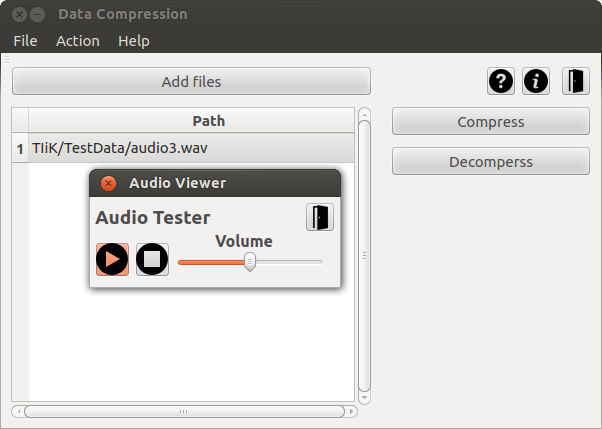 Data Compression
File Action Help
Add files
Path
Compress
1 TIiK/TestData/audio3.wav
Decomperss
Audio Viewer
Audio Tester
Volume